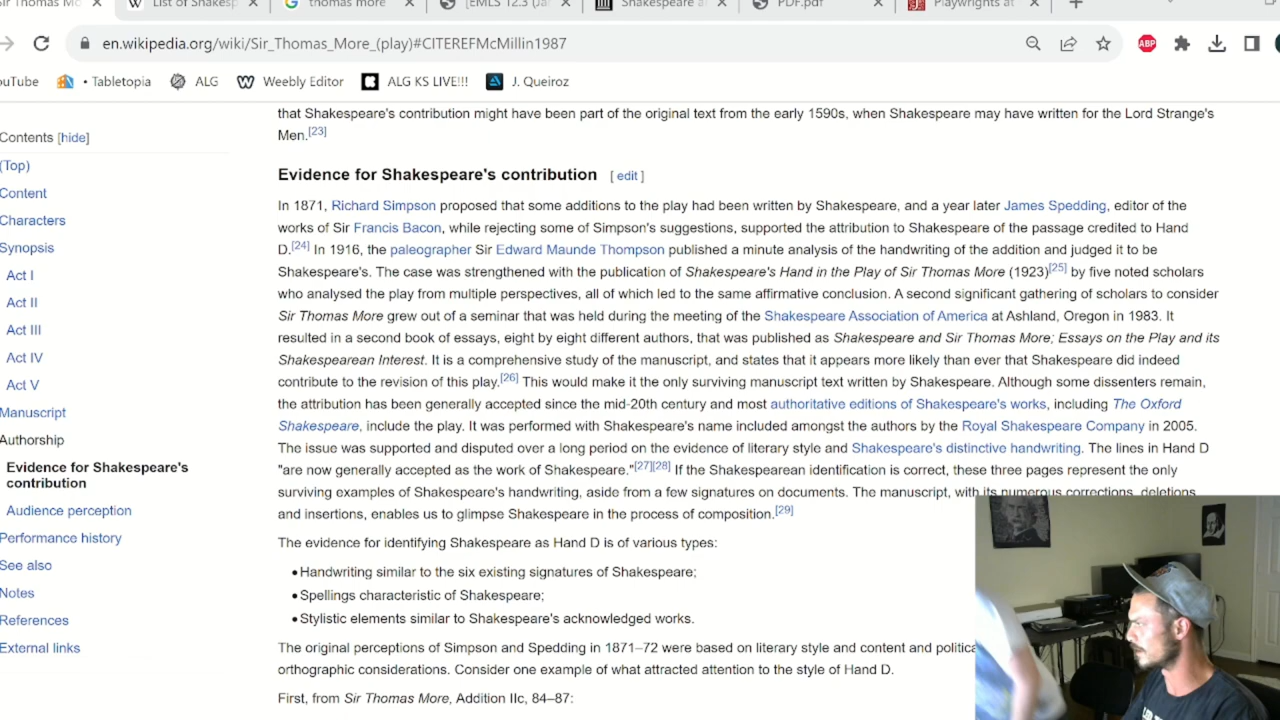 Sir Thomas Mo
List of Shakesp
thomas more
[EMLS 12.3 (Jan
Shakespeare a
PDF.pdf
Playwrights at
en.wikipedia.org/wiki/Sir_Thomas_More_(play)#CITEREFMcMillin1987
ABP
ouTube
• Tabletopia
ALG
Weebly Editor
ALG KS LIVE!!!
J. Queiroz
Contents [hide]
(Top)
Content
Characters
Synopsis
Act I
Act II
Act III
Act IV
Act V
Manuscript
Authorship
Evidence for Shakespeare's
contribution
Audience perception
Performance history
See also
Notes
References
External links
that Shakespeare's contribution might have been part of the original text from the early 1590s, when Shakespeare may have written for the Lord Strange's
Men.[23]
Evidence for Shakespeare's contribution [ edit ]
In 1871, Richard Simpson proposed that some additions to the play had been written by Shakespeare, and a year later James Spedding, editor of the
works of Sir Francis Bacon, while rejecting some of Simpson's suggestions, supported the attribution to Shakespeare of the passage credited to Hand
D.[24] In 1916, the paleographer Sir Edward Maunde Thompson published a minute analysis of the handwriting of the addition and judged it to be
Shakespeare's. The case was strengthened with the publication of Shakespeare's Hand in the Play of Sir Thomas More (1923)[25] by five noted scholars
who analysed the play from multiple perspectives, all of which led to the same affirmative conclusion. A second significant gathering of scholars to consider
Sir Thomas More grew out of a seminar that was held during the meeting of the Shakespeare Association of America at Ashland, Oregon in 1983. It
resulted in a second book of essays, eight by eight different authors, that was published as Shakespeare and Sir Thomas More; Essays on the Play and its
Shakespearian Interest. It is a comprehensive study of the manuscript, and states that it appears more likely than ever that Shakespeare did indeed
contribute to the revision of this play.[26] This would make it the only surviving manuscript text written by Shakespeare. Although some dissenters remain,
the attribution has been generally accepted since the mid-20th century and most authoritative editions of Shakespeare's works, including The Oxford
Shakespeare, include the play. It was performed with Shakespeare's name included amongst the authors by the Royal Shakespeare Company in 2005.
The issue was supported and disputed over a long period on the evidence of literary style and Shakespeare's distinctive handwriting. The lines in Hand D
"are now generally accepted as the work of Shakespeare."[27][28] If the Shakespearean identification is correct, these three pages represent the only
surviving examples of Shakespeare's handwriting, aside from a few signatures on documents. The manuscript, with its numerous corrections, deletions
and insertions, enables us to glimpse Shakespeare in the process of composition.[29]
The evidence for identifying Shakespeare as Hand D is of various types:
• Handwriting similar to the six existing signatures of Shakespeare;
• Spellings characteristic of Shakespeare;
• Stylistic elements similar to Shakespeare's acknowledged works.
The original perceptions of Simpson and Spedding in 1871–72 were based on literary style and content and politica
orthographic considerations. Consider one example of what attracted attention to the style of Hand D.
First, from Sir Thomas More, Addition IIc, 84–87: